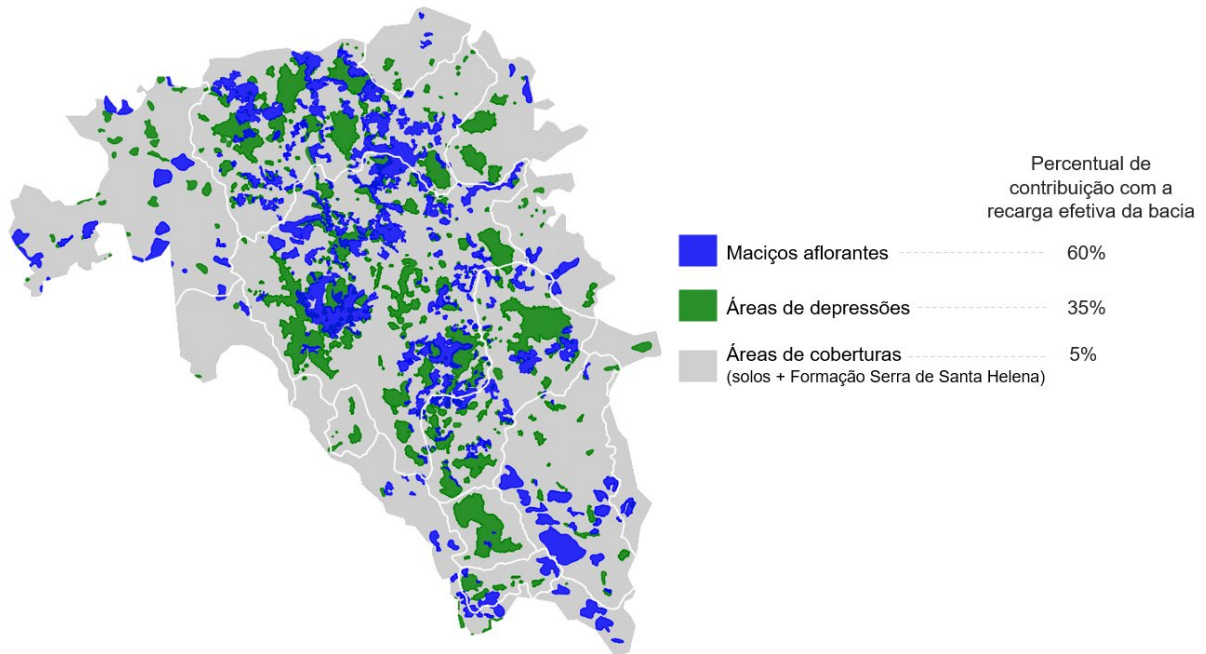 Percentual de
contribuição com a
recarga efetiva da bacia
Maciços aflorantes 60%
Áreas de depressões 35%
Áreas de coberturas 5%
(solos + Formação Serra de Santa Helena)